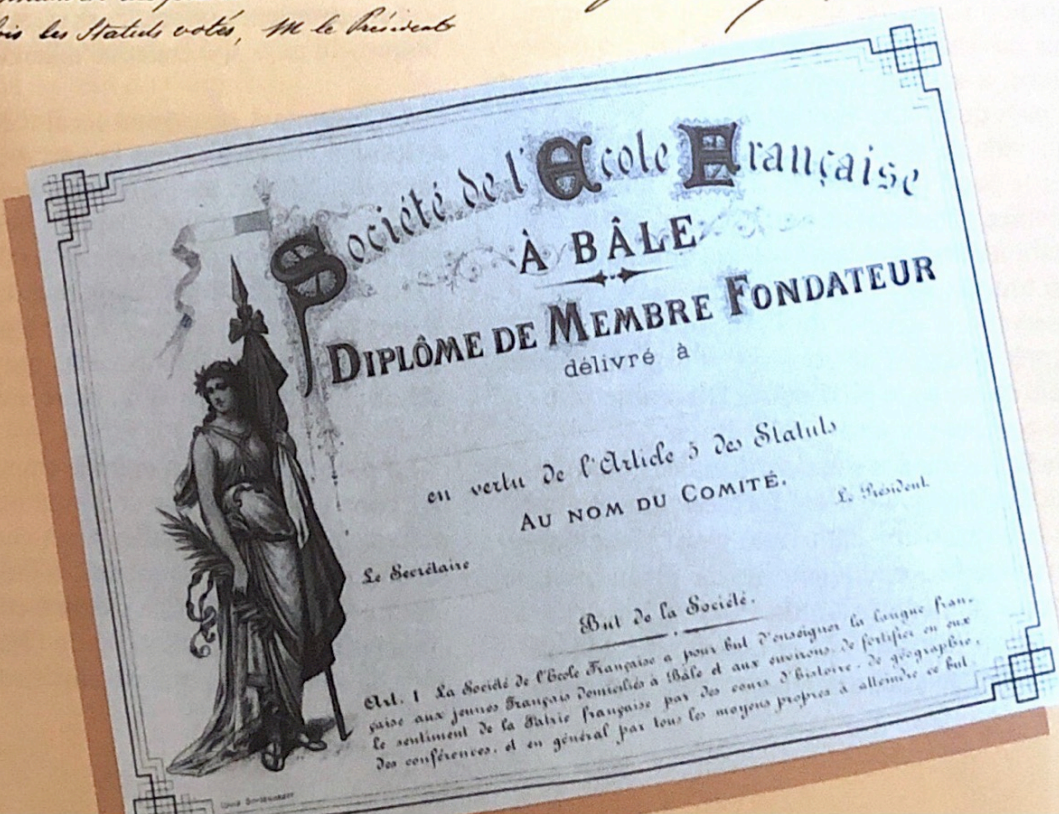 ois les Statuts votés, M. le Président
Société de l'Ecole Française
À BÂLE
DIPLÔME DE MEMBRE FONDATEUR
délivré à
en vertu de l'Article 5 des Statuts
AU NOM DU COMITÉ.
Le Président
Le Secrétaire
But de la Société.
Art. 1 La Société de l'Ecole Française a pour but d'enseigner la langue fran-
çaise aux jeunes Français domiciliés à Bâle et aux environs, de fortifier en eux
le sentiment de la Patrie française par des cours d'histoire, de géographie,
des conférences, et en général par tous les moyens propres à atteindre ce but